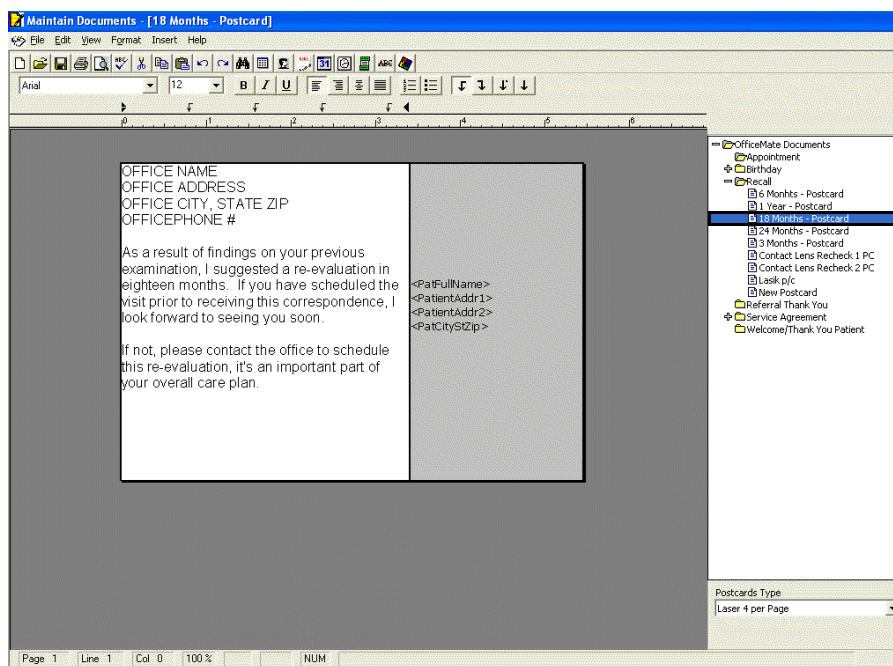 Maintain Documents - [18 Months - Postcard]
File Edit View Format Insert Help
Arial 12 B I U
0 1 2 3 4 5 6
OFFICE NAME
OFFICE ADDRESS
OFFICE CITY, STATE ZIP
OFFICEPHONE #
As a result of findings on your previous
examination, I suggested a re-evaluation in
eighteen months.  If you have scheduled the
visit prior to receiving this correspondence, I
look forward to seeing you soon.
If not, please contact the office to schedule
this re-evaluation, it's an important part of
your overall care plan.
<PatFullName>
<PatientAddr1>
<PatientAddr2>
<PatCityStZip>
OfficeMate Documents
Appointment
Birthday
Recall
6 Monhts - Postcard
1 Year - Postcard
18 Months - Postcard
24 Months - Postcard
3 Months - Postcard
Contact Lens Recheck 1 PC
Contact Lens Recheck 2 PC
Lasik p/c
New Postcard
Referral Thank You
Service Agreement
Welcome/Thank You Patient
Postcards Type
Laser 4 per Page
Page 1 Line 1 Col 0 100 % NUM